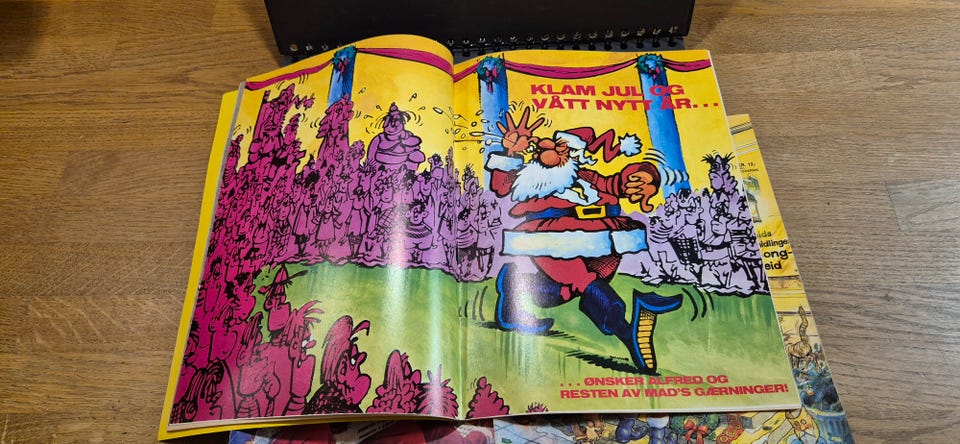 KLAM JUL OG
VÅTT NYTT ÅR...
...ØNSKER ALFRED OG
RESTEN AV MAD'S GÆRNINGER!